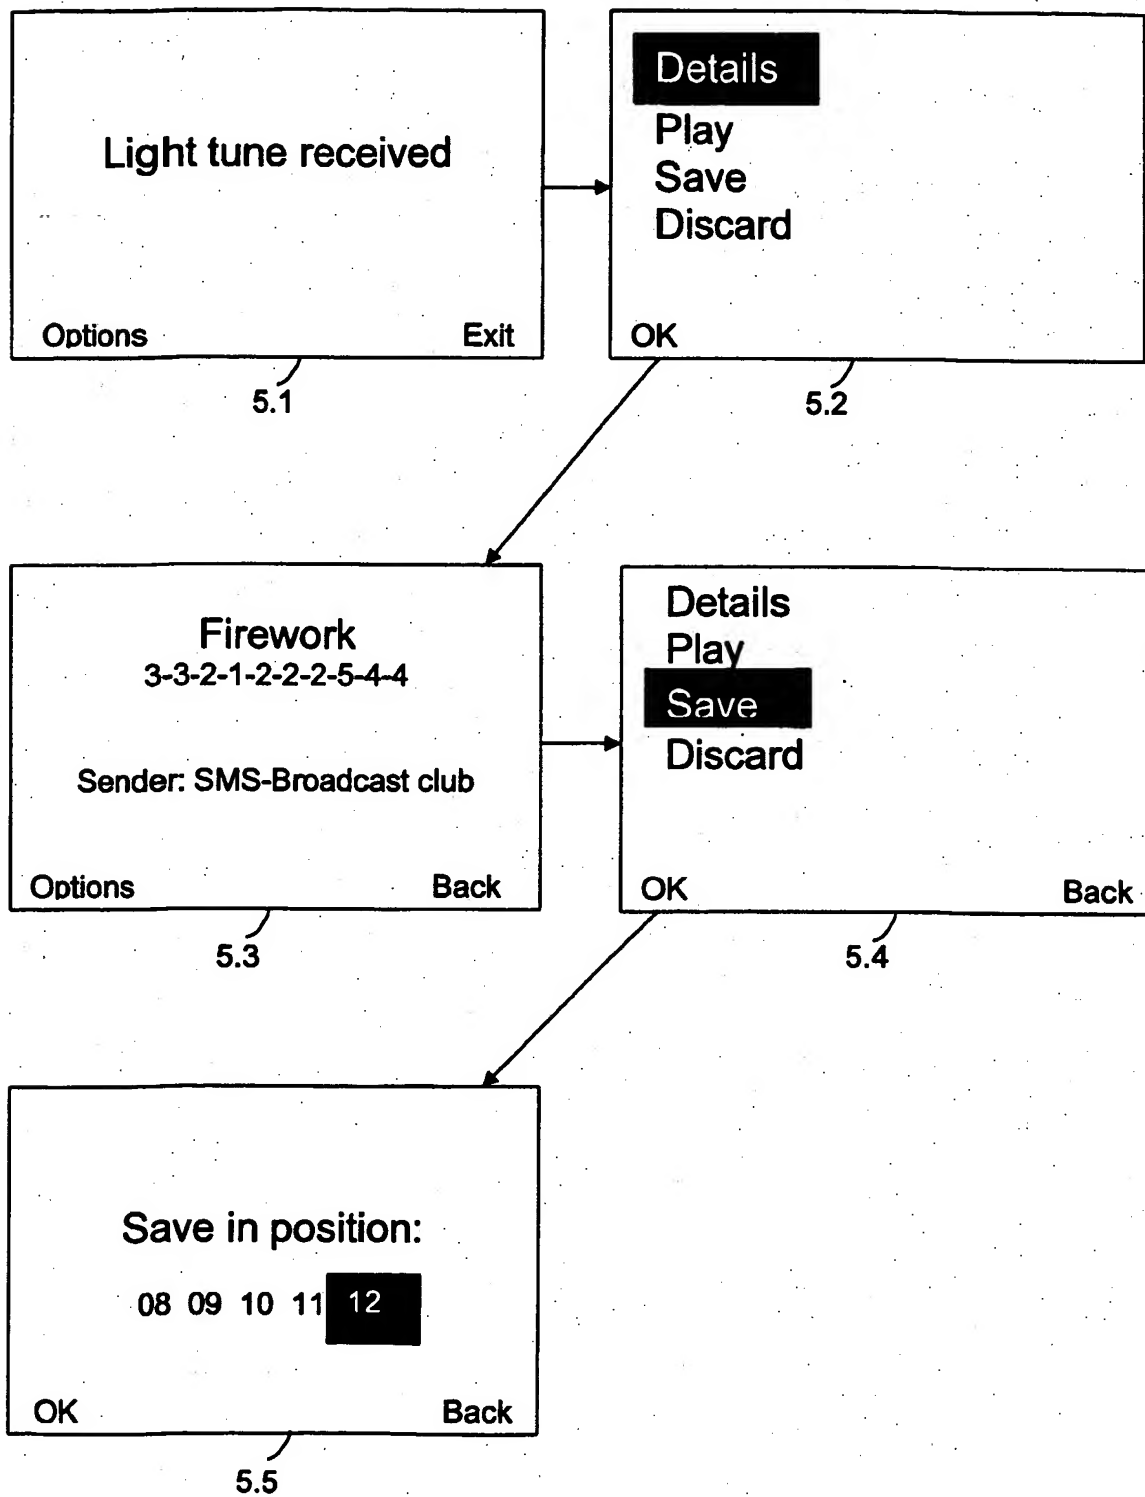 Light tune received
Options Exit
5.1
Details
Play
Save
Discard
OK
5.2
Firework
3-3-2-1-2-2-2-5-4-4
Sender: SMS-Broadcast club
Options Back
5.3
Details
Play
Save
Discard
OK Back
5.4
Save in position:
08 09 10 11 12
OK Back
5.5